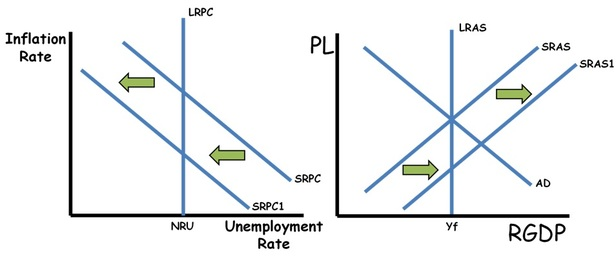 LRPC
Inflation
Rate
SRPC
SRPC1
NRU
Unemployment
Rate
PL
LRAS
SRAS
SRAS1
AD
Yf
RGDP